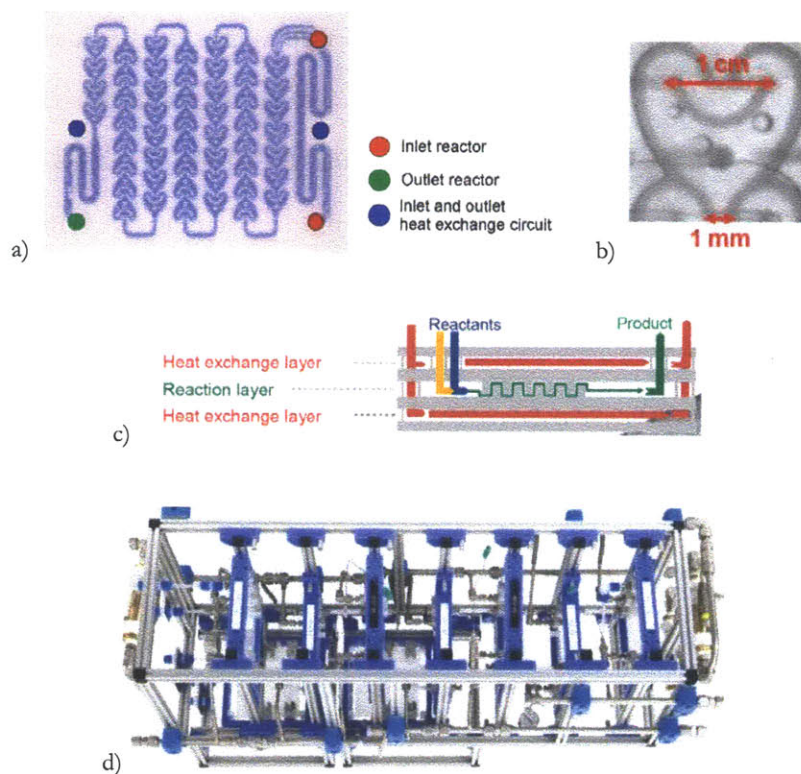 Inlet reactor
Outlet reactor
Inlet and outlet
heat exchange circuit
a)
1 cm
1 mm
b)
Reactants
Product
Heat exchange layer
Reaction layer
Heat exchange layer
c)
d)